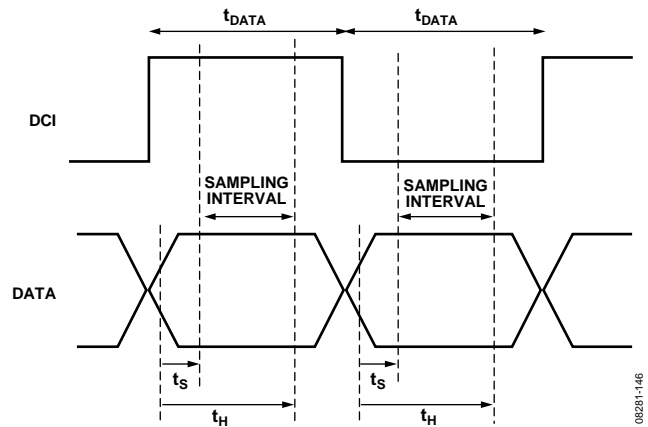 tDATA tDATA
DCI
SAMPLING INTERVAL
SAMPLING INTERVAL
DATA
tS tS
tH tH
08281-146